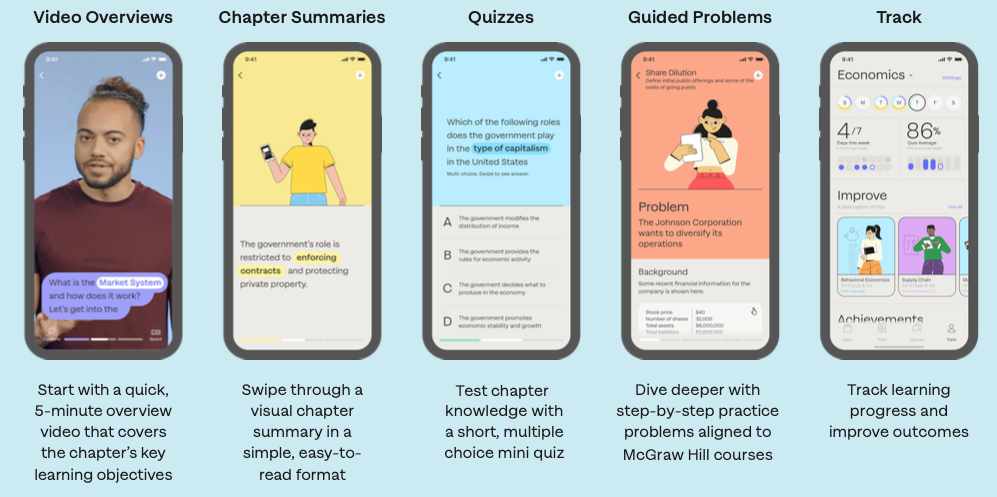 Video Overviews
9:41
What is the Market System
and how does it work?
Let's get into the
Speed
Start with a quick,
5-minute overview
video that covers
the chapter's key
learning objectives
Chapter Summaries
9:41
The government's role is
restricted to enforcing
contracts and protecting
private property.
Swipe through a
visual chapter
summary in a
simple, easy-to-
read format
Quizzes
9:41
Which of the following roles
does the government play
in the type of capitalism
in the United States
Multi-choice, Swipe to see answer.
A The government modifies the
distribution of income
B The government provides the
rules for economic activity
C The government decides what to
produce in the economy
D The government promotes
economic stability and growth
Test chapter
knowledge with
a short, multiple
choice mini quiz
Guided Problems
9:41
Share Dilution
Define initial public offerings and some of the
costs of going public
Problem
The Johnson Corporation
wants to diversify its
operations
Background
Some recent financial information for the
company is shown here:
Stock price $40
Number of shares 32,000
Total assets $6,000,000
Total liabilities
Dive deeper with
step-by-step practice
problems aligned to
McGraw Hill courses
Track
9:41
Economics
Settings
S M T W T F S
4/7 86%
Days this week Quiz Average
Improve
View All
Behavioral Economics Supply Chain
Achievements
Track
Track learning
progress and
improve outcomes